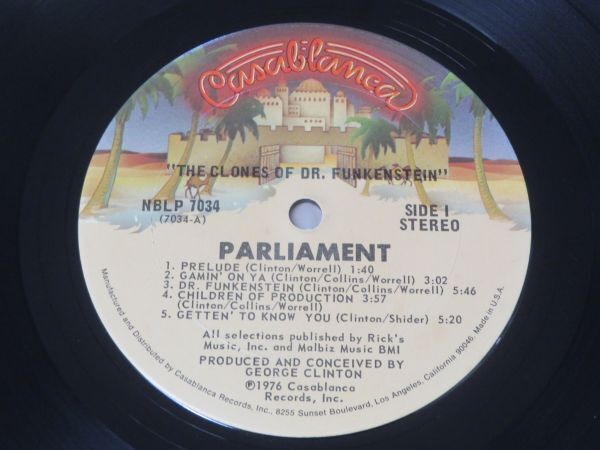 Casablanca
"THE CLONES OF DR. FUNKENSTEIN"
NBLP 7034
(7034-A)
SIDE I
STEREO
PARLIAMENT
1. PRELUDE (Clinton/Worrell) 1:40
2. GAMIN' ON YA (Clinton/Collins/Worrell) 3:02
3. DR. FUNKENSTEIN (Clinton/Collins/Worrell) 5:46
4. CHILDREN OF PRODUCTION 3:57
(Clinton/Collins/Worrell)
5. GETTEN' TO KNOW YOU (Clinton/Shider) 5:20
All selections published by Rick's
Music, Inc. and Malbiz Music BMI
PRODUCED AND CONCEIVED BY
GEORGE CLINTON
℗1976 Casablanca
Records, Inc.
Manufactured and Distributed by Casablanca Records, Inc., 8255 Sunset Boulevard, Los Angeles, California 90046 Made in U.S.A.